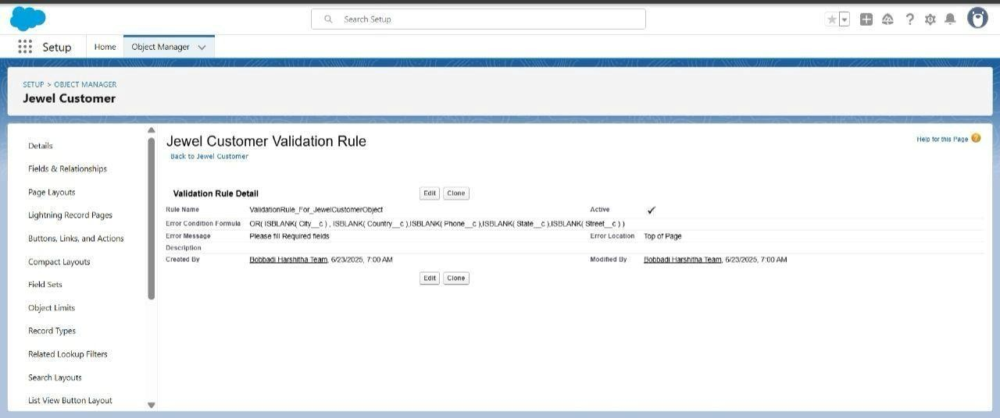 Search Setup
Setup Home Object Manager
SETUP > OBJECT MANAGER
Jewel Customer
Details
Fields & Relationships
Page Layouts
Lightning Record Pages
Buttons, Links, and Actions
Compact Layouts
Field Sets
Object Limits
Record Types
Related Lookup Filters
Search Layouts
List View Button Layout
Jewel Customer Validation Rule
Help for this Page
Back to Jewel Customer
Validation Rule Detail Edit Clone
Rule Name ValidationRule_For_JewelCustomerObject Active ✓
Error Condition Formula OR( ISBLANK( City__c ) , ISBLANK( Country__c ),ISBLANK( Phone__c ),ISBLANK( State__c ),ISBLANK( Street__c ) )
Error Message Please fill Required fields Error Location Top of Page
Description
Created By Bobbadi Harshitha Team, 6/23/2025, 7:00 AM Modified By Bobbadi Harshitha Team, 6/23/2025, 7:00 AM
Edit Clone